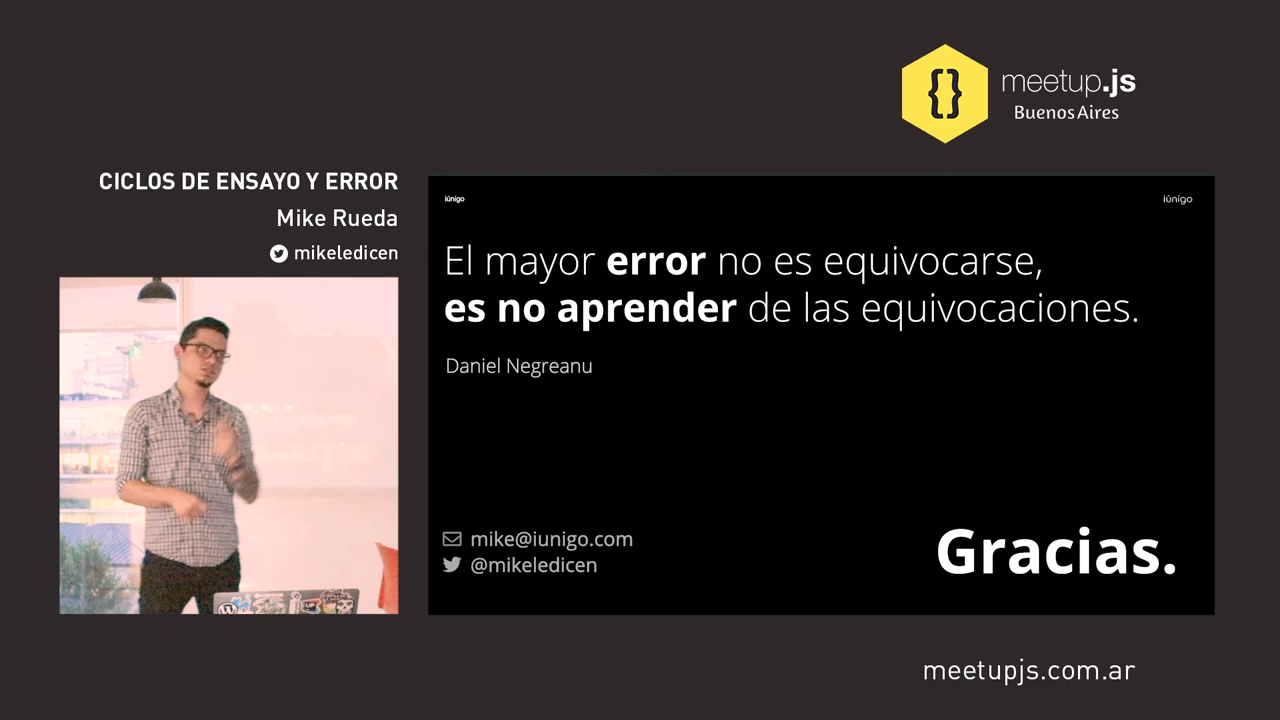 {} meetup.js
Buenos Aires
CICLOS DE ENSAYO Y ERROR
Mike Rueda
mikeledicen
iúnigo
iúnigo
El mayor error no es equivocarse,
es no aprender de las equivocaciones.
Daniel Negreanu
mike@iunigo.com
@mikeledicen
Gracias.
UP
meetupjs.com.ar